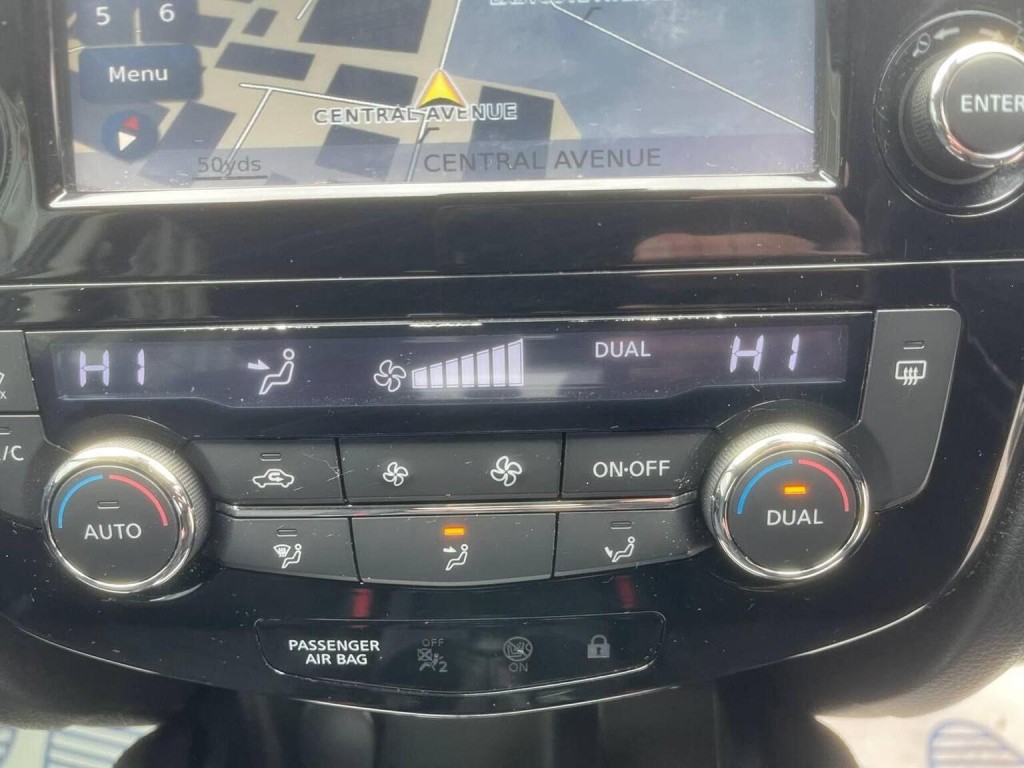 5 6
Menu
CENTRAL AVENUE
50yds
CENTRAL AVENUE
ENTER
HI
DUAL
HI
/C
AUTO
ON·OFF
DUAL
PASSENGER
AIR BAG
OFF
2
ON